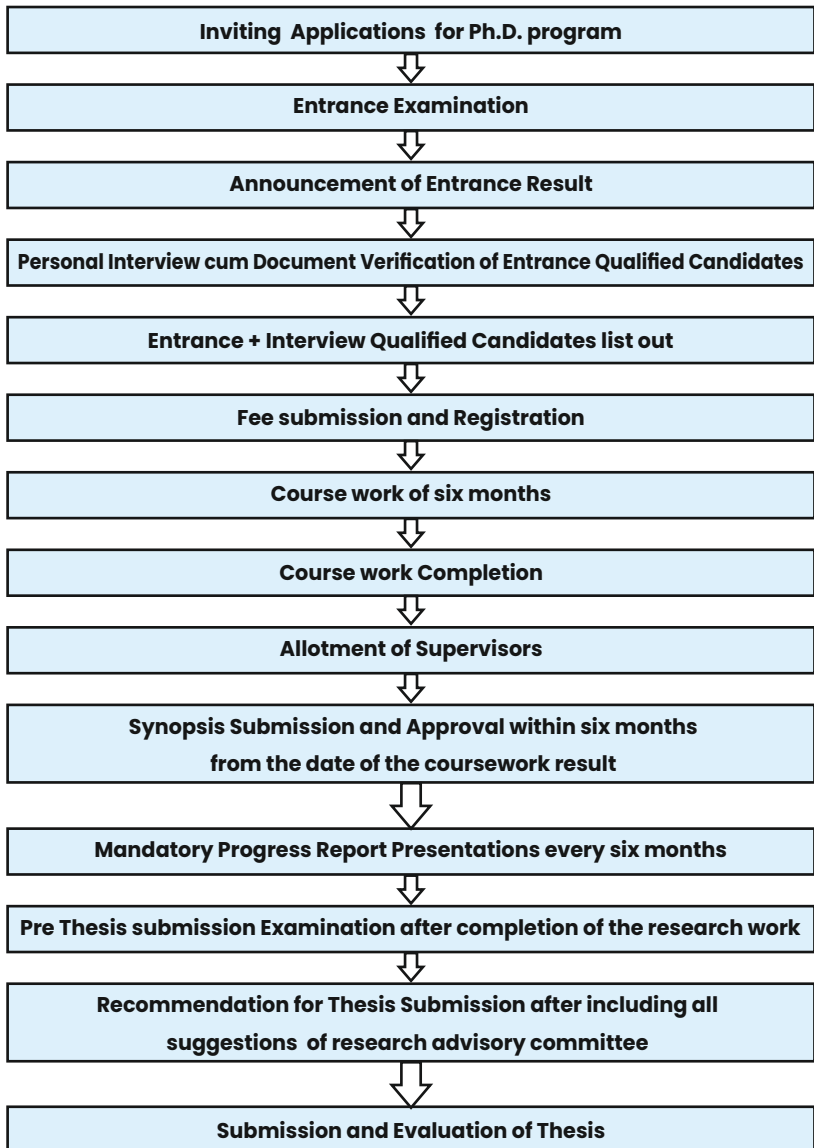 Inviting Applications for Ph.D. program
Entrance Examination
Announcement of Entrance Result
Personal Interview cum Document Verification of Entrance Qualified Candidates
Entrance + Interview Qualified Candidates list out
Fee submission and Registration
Course work of six months
Course work Completion
Allotment of Supervisors
Synopsis Submission and Approval within six months
from the date of the coursework result
Mandatory Progress Report Presentations every six months
Pre Thesis submission Examination after completion of the research work
Recommendation for Thesis Submission after including all
suggestions of research advisory committee
Submission and Evaluation of Thesis